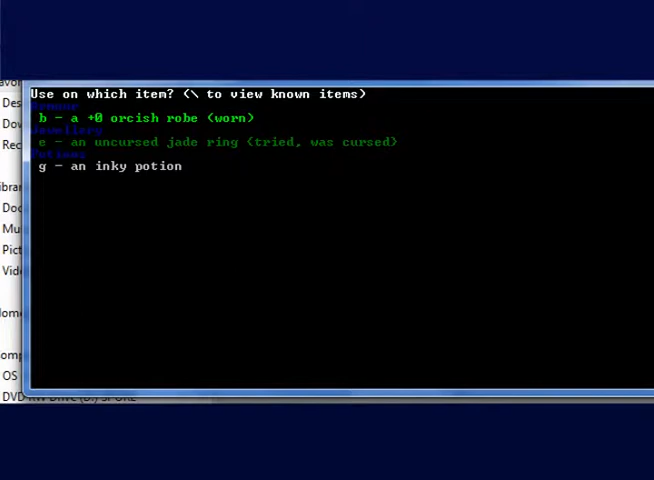 Use on which item? (\ to view known items)
Armour
b - a +0 orcish robe (worn)
Jewellery
e - an uncursed jade ring (tried, was cursed)
Potions
g - an inky potion
OS